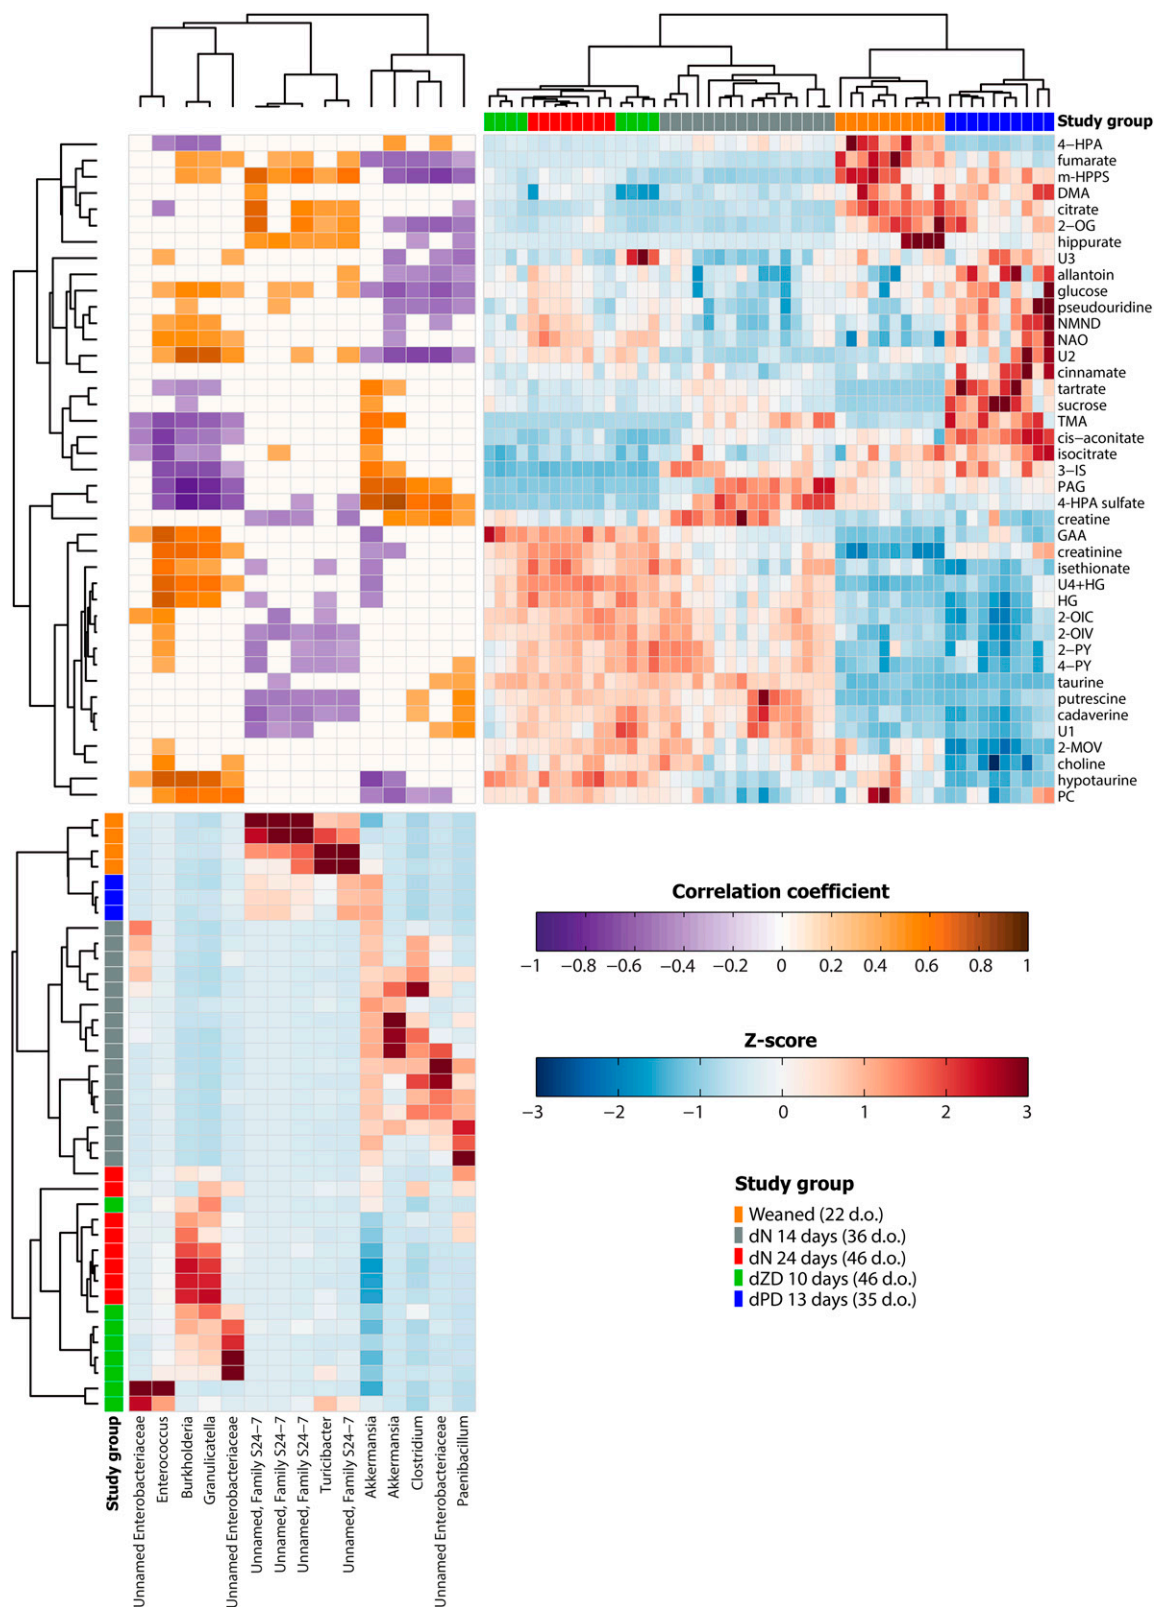 Study group
4−HPA
fumarate
m-HPPS
DMA
citrate
2−OG
hippurate
U3
allantoin
glucose
pseudouridine
NMND
NAO
U2
cinnamate
tartrate
sucrose
TMA
cis−aconitate
isocitrate
3−IS
PAG
4-HPA sulfate
creatine
GAA
creatinine
isethionate
U4+HG
HG
2-OIC
2-OIV
2−PY
4−PY
taurine
putrescine
cadaverine
U1
2-MOV
choline
hypotaurine
PC
Correlation coefficient
−1 −0.8 −0.6 −0.4 −0.2 0 0.2 0.4 0.6 0.8 1
Z−score
−3 −2 −1 0 1 2 3
Study group
Weaned (22 d.o.)
dN 14 days (36 d.o.)
dN 24 days (46 d.o.)
dZD 10 days (46 d.o.)
dPD 13 days (35 d.o.)
Study group
Unnamed Enterobacteriaceae
Enterococcus
Burkholderia
Granulicatella
Unnamed Enterobacteriaceae
Unnamed, Family S24−7
Unnamed, Family S24−7
Unnamed, Family S24−7
Turicibacter
Unnamed, Family S24−7
Akkermansia
Akkermansia
Clostridium
Unnamed Enterobacteriaceae
Paenibacillum